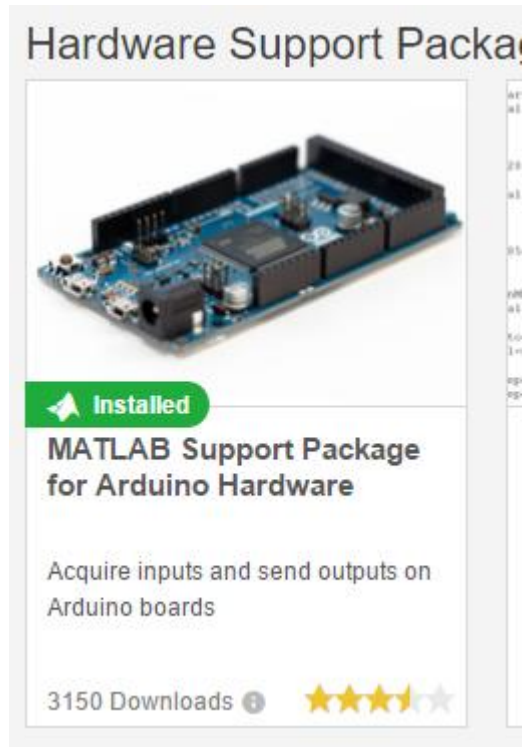 Hardware Support Packa
Installed
MATLAB Support Package
for Arduino Hardware
Acquire inputs and send outputs on
Arduino boards
3150 Downloads